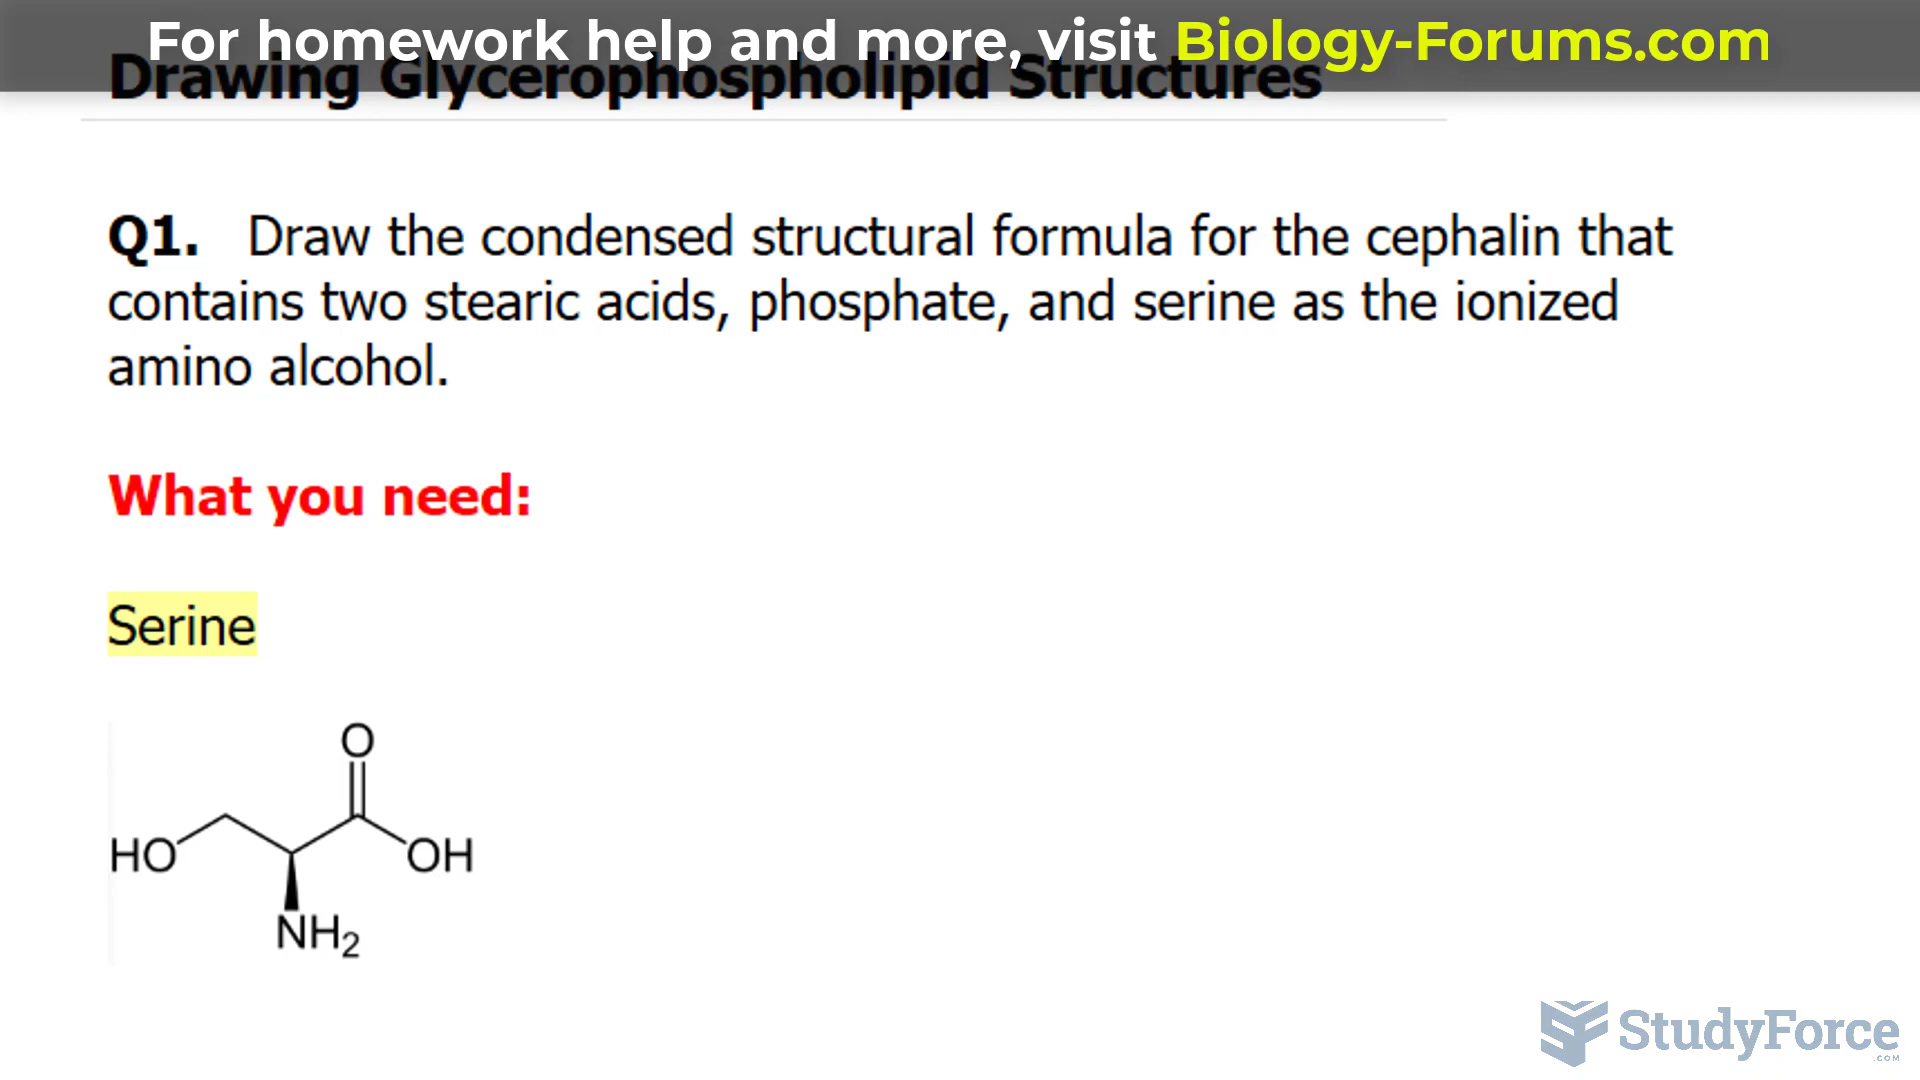 For homework help and more, visit Biology-Forums.com
Drawing Glycerophospholipid Structures
Q1. Draw the condensed structural formula for the cephalin that
contains two stearic acids, phosphate, and serine as the ionized
amino alcohol.
What you need:
Serine
O
HO OH
NH₂
StudyForce
.COM